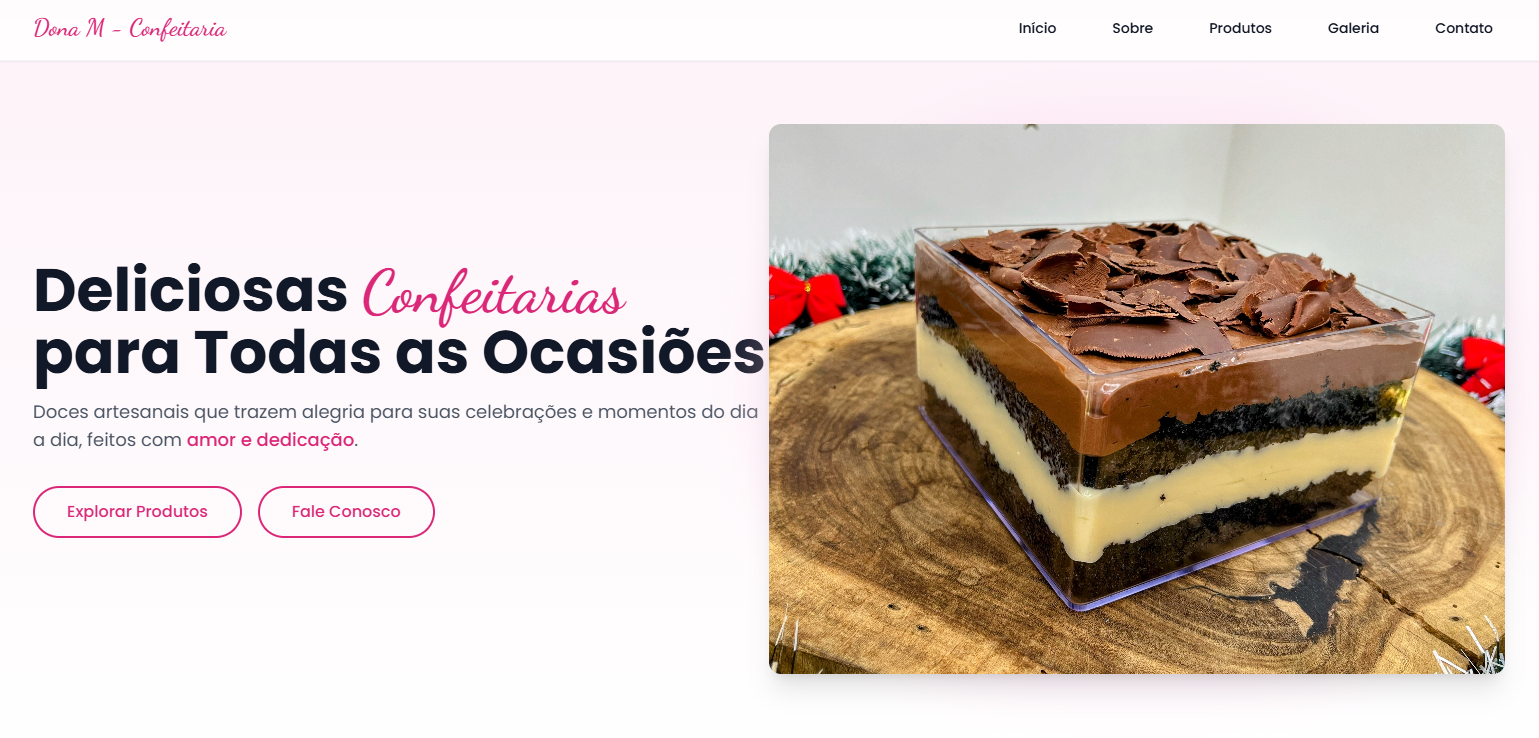 Dona M - Confeitaria
Início Sobre Produtos Galeria Contato
Deliciosas Confeitarias
para Todas as Ocasiões
Doces artesanais que trazem alegria para suas celebrações e momentos do dia
a dia, feitos com amor e dedicação.
Explorar Produtos Fale Conosco